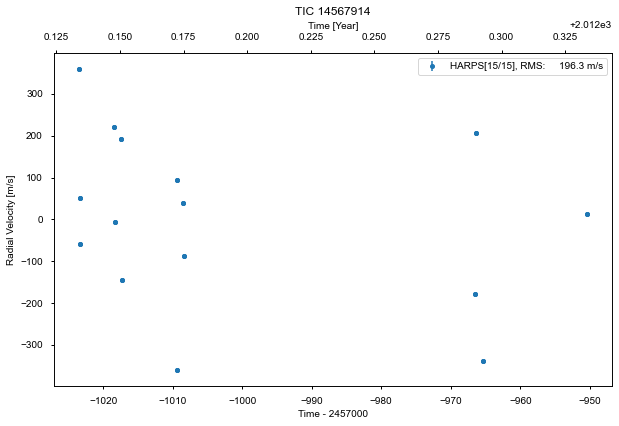 TIC 14567914
Time [Year]
+2.012e3
0.125 0.150 0.175 0.200 0.225 0.250 0.275 0.300 0.325
HARPS[15/15], RMS: 196.3 m/s
300
200
100
0
−100
−200
−300
Radial Velocity [m/s]
−1020 −1010 −1000 −990 −980 −970 −960 −950
Time - 2457000